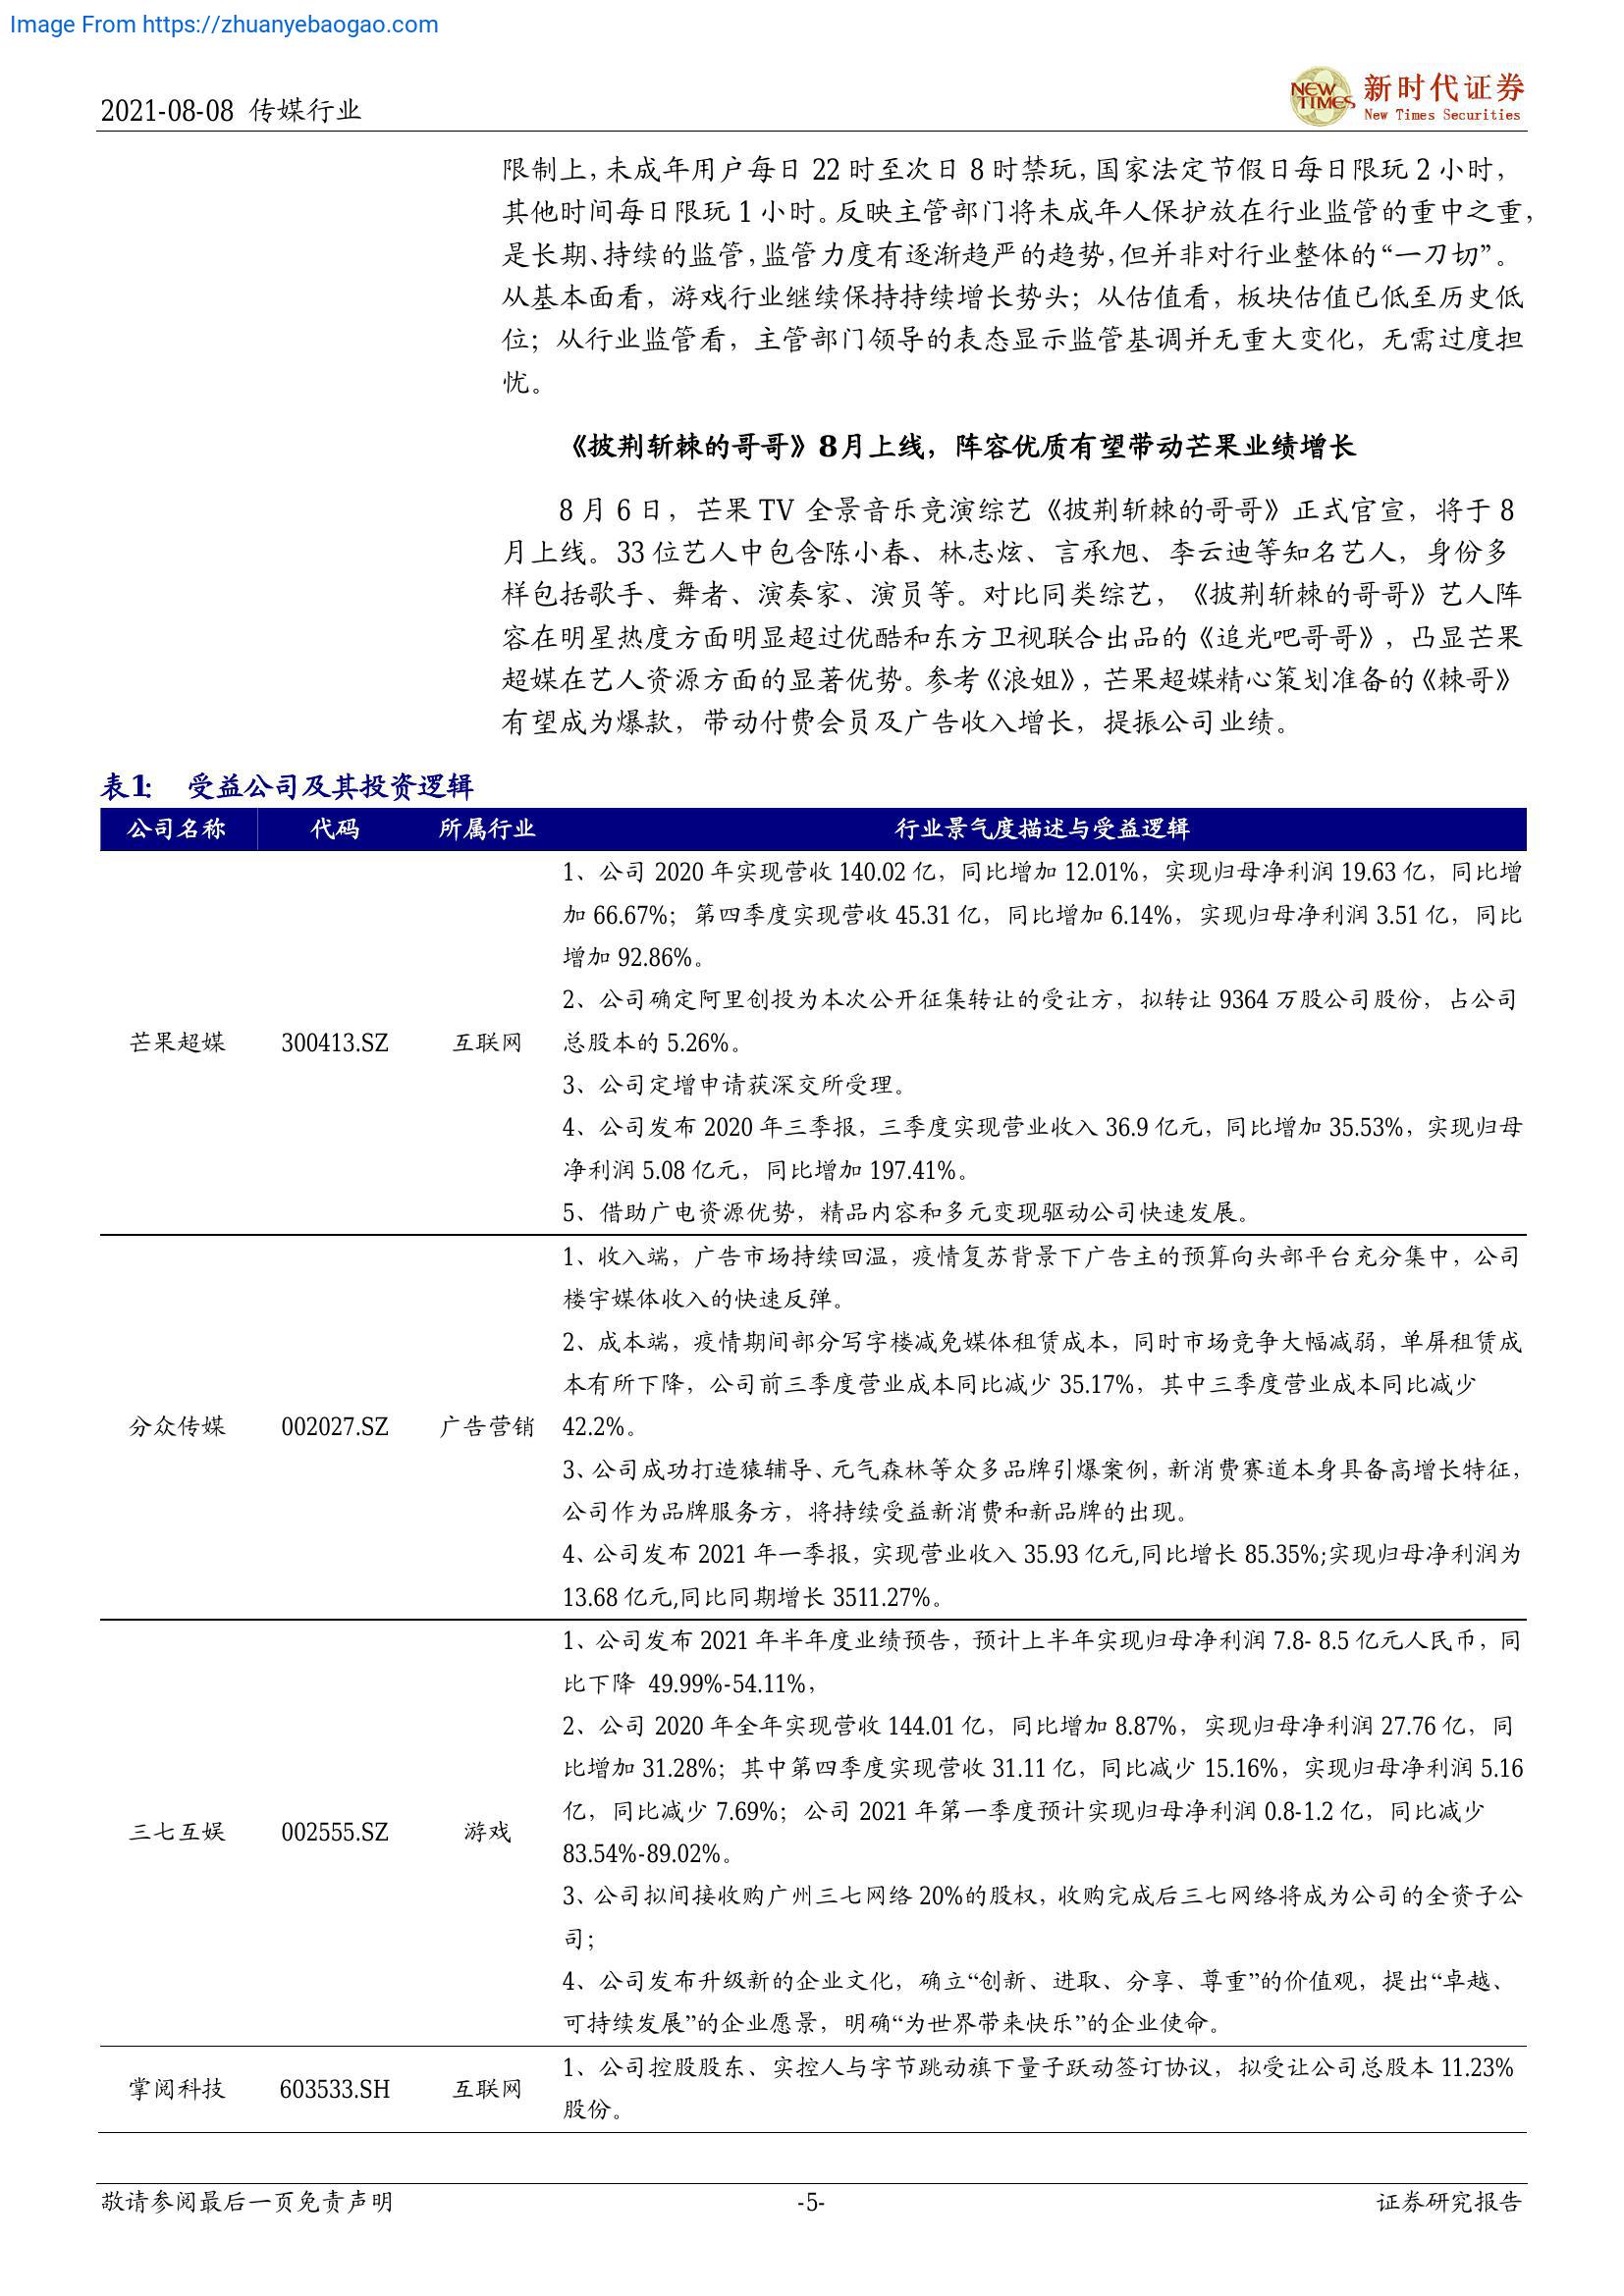 Image From https://zhuanyebaogao.com
2021-08-08 传媒行业
NEW TIMES
新时代证券
New Times Securities
限制上，未成年用户每日 22 时至次日 8 时禁玩，国家法定节假日每日限玩 2 小时，
其他时间每日限玩 1 小时。反映主管部门将未成年人保护放在行业监管的重中之重，
是长期、持续的监管，监管力度有逐渐趋严的趋势，但并非对行业整体的“一刀切”。
从基本面看，游戏行业继续保持持续增长势头；从估值看，板块估值已低至历史低
位；从行业监管看，主管部门领导的表态显示监管基调并无重大变化，无需过度担
忧。
《披荆斩棘的哥哥》8月上线，阵容优质有望带动芒果业绩增长
8 月 6 日，芒果 TV 全景音乐竞演综艺《披荆斩棘的哥哥》正式官宣，将于 8
月上线。33 位艺人中包含陈小春、林志炫、言承旭、李云迪等知名艺人，身份多
样包括歌手、舞者、演奏家、演员等。对比同类综艺，《披荆斩棘的哥哥》艺人阵
容在明星热度方面明显超过优酷和东方卫视联合出品的《追光吧哥哥》，凸显芒果
超媒在艺人资源方面的显著优势。参考《浪姐》，芒果超媒精心策划准备的《棘哥》
有望成为爆款，带动付费会员及广告收入增长，提振公司业绩。
表1： 受益公司及其投资逻辑
公司名称 代码 所属行业 行业景气度描述与受益逻辑
1、公司 2020 年实现营收 140.02 亿，同比增加 12.01%，实现归母净利润 19.63 亿，同比增
加 66.67%；第四季度实现营收 45.31 亿，同比增加 6.14%，实现归母净利润 3.51 亿，同比
增加 92.86%。
2、公司确定阿里创投为本次公开征集转让的受让方，拟转让 9364 万股公司股份，占公司
芒果超媒 300413.SZ 互联网 总股本的 5.26%。
3、公司定增申请获深交所受理。
4、公司发布 2020 年三季报，三季度实现营业收入 36.9 亿元，同比增加 35.53%，实现归母
净利润 5.08 亿元，同比增加 197.41%。
5、借助广电资源优势，精品内容和多元变现驱动公司快速发展。
1、收入端，广告市场持续回温，疫情复苏背景下广告主的预算向头部平台充分集中，公司
楼宇媒体收入的快速反弹。
2、成本端，疫情期间部分写字楼减免媒体租赁成本，同时市场竞争大幅减弱，单屏租赁成
本有所下降，公司前三季度营业成本同比减少 35.17%，其中三季度营业成本同比减少
分众传媒 002027.SZ 广告营销 42.2%。
3、公司成功打造猿辅导、元气森林等众多品牌引爆案例，新消费赛道本身具备高增长特征，
公司作为品牌服务方，将持续受益新消费和新品牌的出现。
4、公司发布 2021 年一季报，实现营业收入 35.93 亿元,同比增长 85.35%;实现归母净利润为
13.68 亿元,同比同期增长 3511.27%。
1、公司发布 2021 年半年度业绩预告，预计上半年实现归母净利润 7.8- 8.5 亿元人民币，同
比下降 49.99%-54.11%，
2、公司 2020 年全年实现营收 144.01 亿，同比增加 8.87%，实现归母净利润 27.76 亿，同
比增加 31.28%；其中第四季度实现营收 31.11 亿，同比减少 15.16%，实现归母净利润 5.16
亿，同比减少 7.69%；公司 2021 年第一季度预计实现归母净利润 0.8-1.2 亿，同比减少
三七互娱 002555.SZ 游戏 83.54%-89.02%。
3、公司拟间接收购广州三七网络 20%的股权，收购完成后三七网络将成为公司的全资子公
司；
4、公司发布升级新的企业文化，确立“创新、进取、分享、尊重”的价值观，提出“卓越、
可持续发展”的企业愿景，明确“为世界带来快乐”的企业使命。
掌阅科技 603533.SH 互联网 1、公司控股股东、实控人与字节跳动旗下量子跃动签订协议，拟受让公司总股本 11.23%
股份。
敬请参阅最后一页免责声明 -5- 证券研究报告